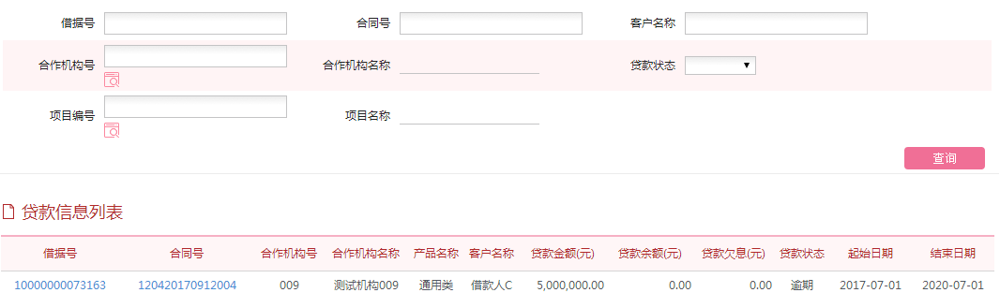 借据号 合同号 客户名称
合作机构号 合作机构名称 贷款状态
项目编号 项目名称
查询
贷款信息列表
借据号 合同号 合作机构号 合作机构名称 产品名称 客户名称 贷款金额(元) 贷款余额(元) 贷款欠息(元) 贷款状态 起始日期 结束日期
10000000073163 120420170912004 009 测试机构009 通用类 借款人C 5,000,000.00 0.00 0.00 逾期 2017-07-01 2020-07-01